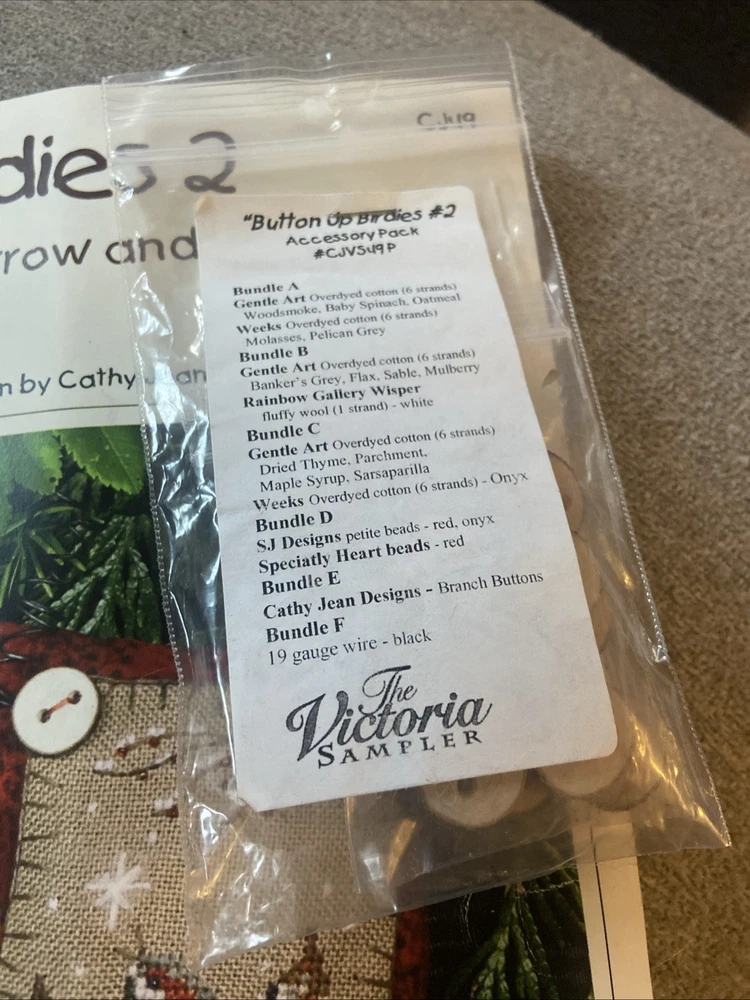 dies 2
CJ119
rrow and
n by Cathy Jean
"Button Up Birdies #2
Accessory Pack
#CJVS49P
Bundle A
Gentle Art Overdyed cotton (6 strands)
Woodsmoke, Baby Spinach, Oatmeal
Weeks Overdyed cotton (6 strands)
Molasses, Pelican Grey
Bundle B
Gentle Art Overdyed cotton (6 strands)
Banker's Grey, Flax, Sable, Mulberry
Rainbow Gallery Wisper
fluffy wool (1 strand) - white
Bundle C
Gentle Art Overdyed cotton (6 strands)
Dried Thyme, Parchment,
Maple Syrup, Sarsaparilla
Weeks Overdyed cotton (6 strands) - Onyx
Bundle D
SJ Designs petite beads - red, onyx
Specialty Heart beads - red
Bundle E
Cathy Jean Designs - Branch Buttons
Bundle F
19 gauge wire - black
The
Victoria
SAMPLER